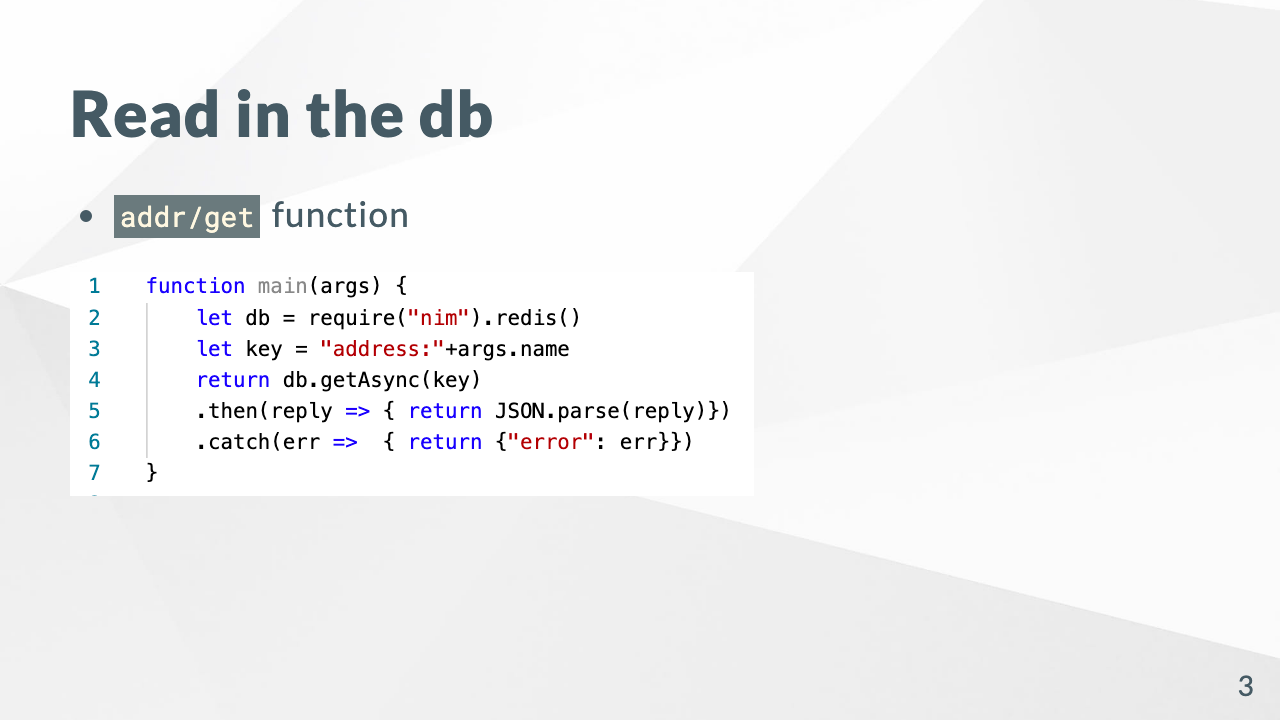 Read in the db
• addr/get function
1 function main(args) {
2     let db = require("nim").redis()
3     let key = "address:"+args.name
4     return db.getAsync(key)
5     .then(reply => { return JSON.parse(reply)})
6     .catch(err =>  { return {"error": err}})
7 }
3